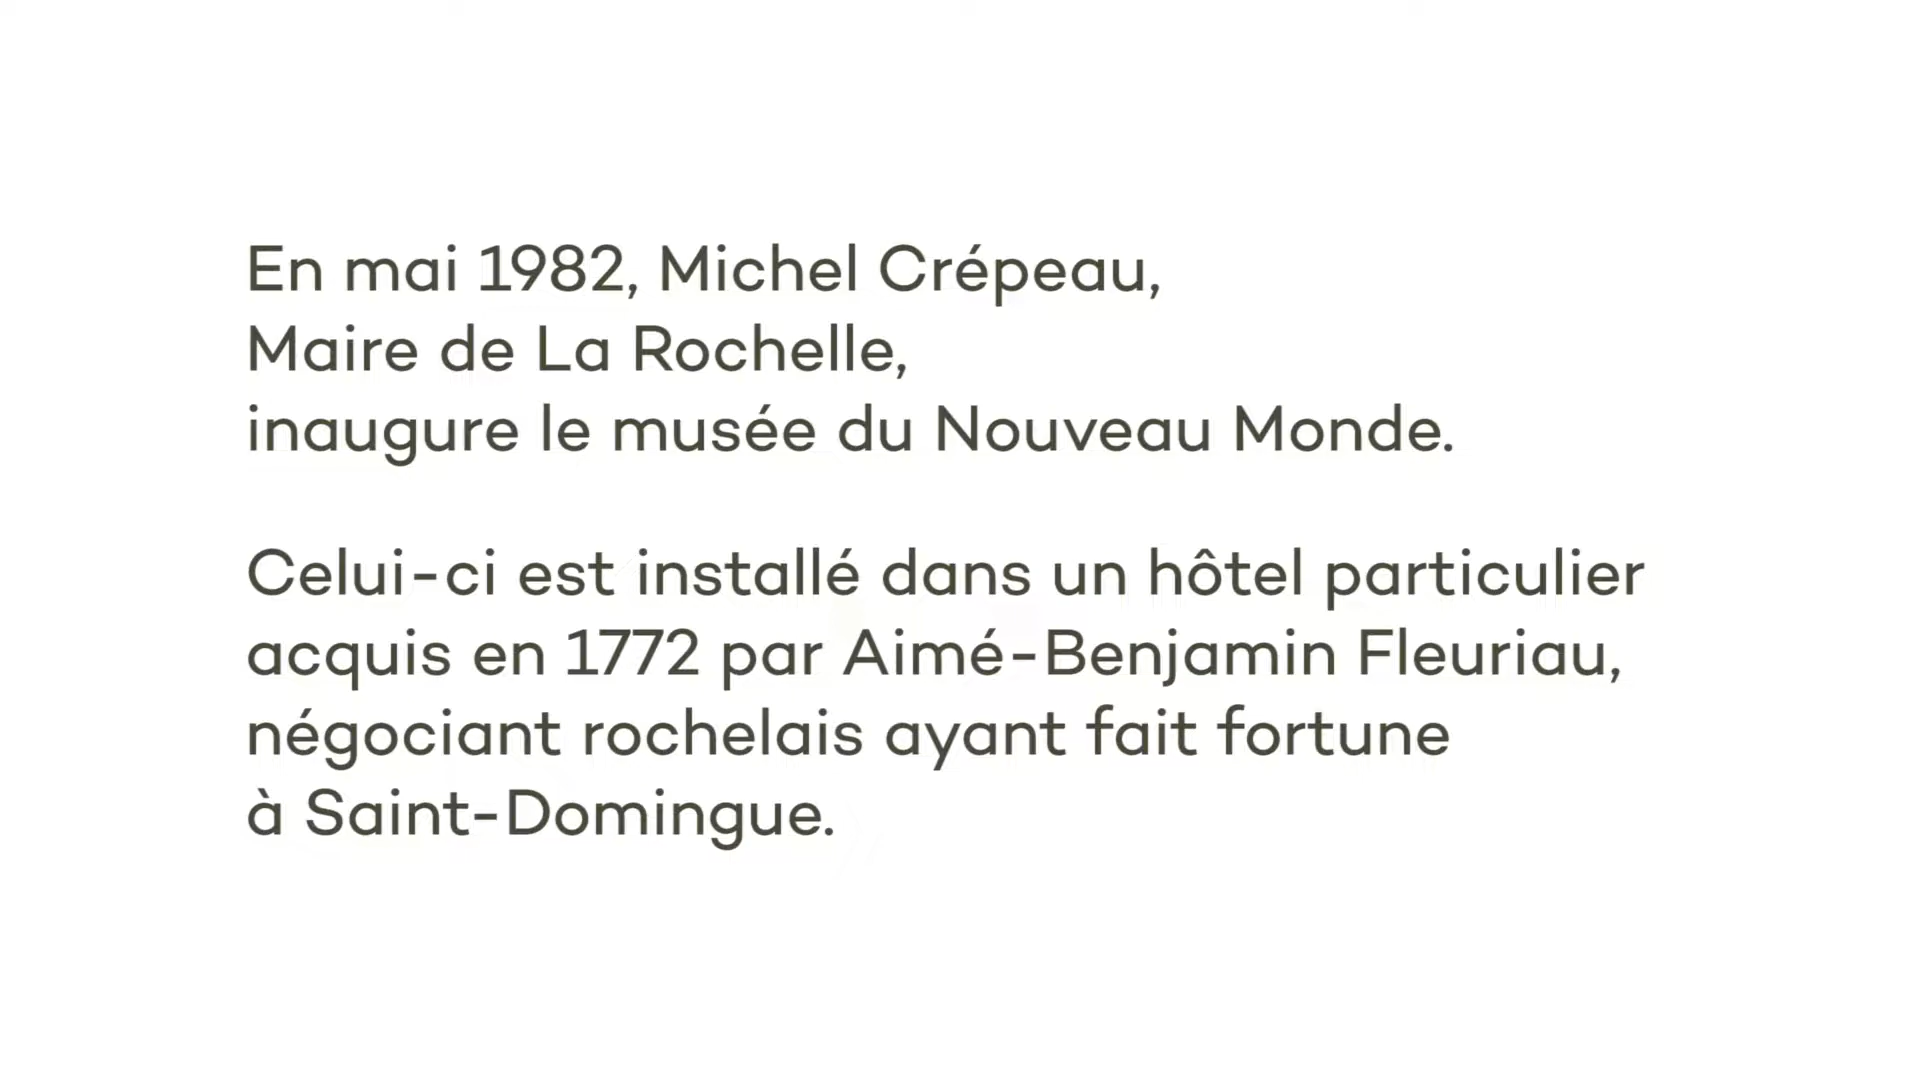 En mai 1982, Michel Crépeau,
Maire de La Rochelle,
inaugure le musée du Nouveau Monde.
Celui-ci est installé dans un hôtel particulier
acquis en 1772 par Aimé-Benjamin Fleuriau,
négociant rochelais ayant fait fortune
à Saint-Domingue.